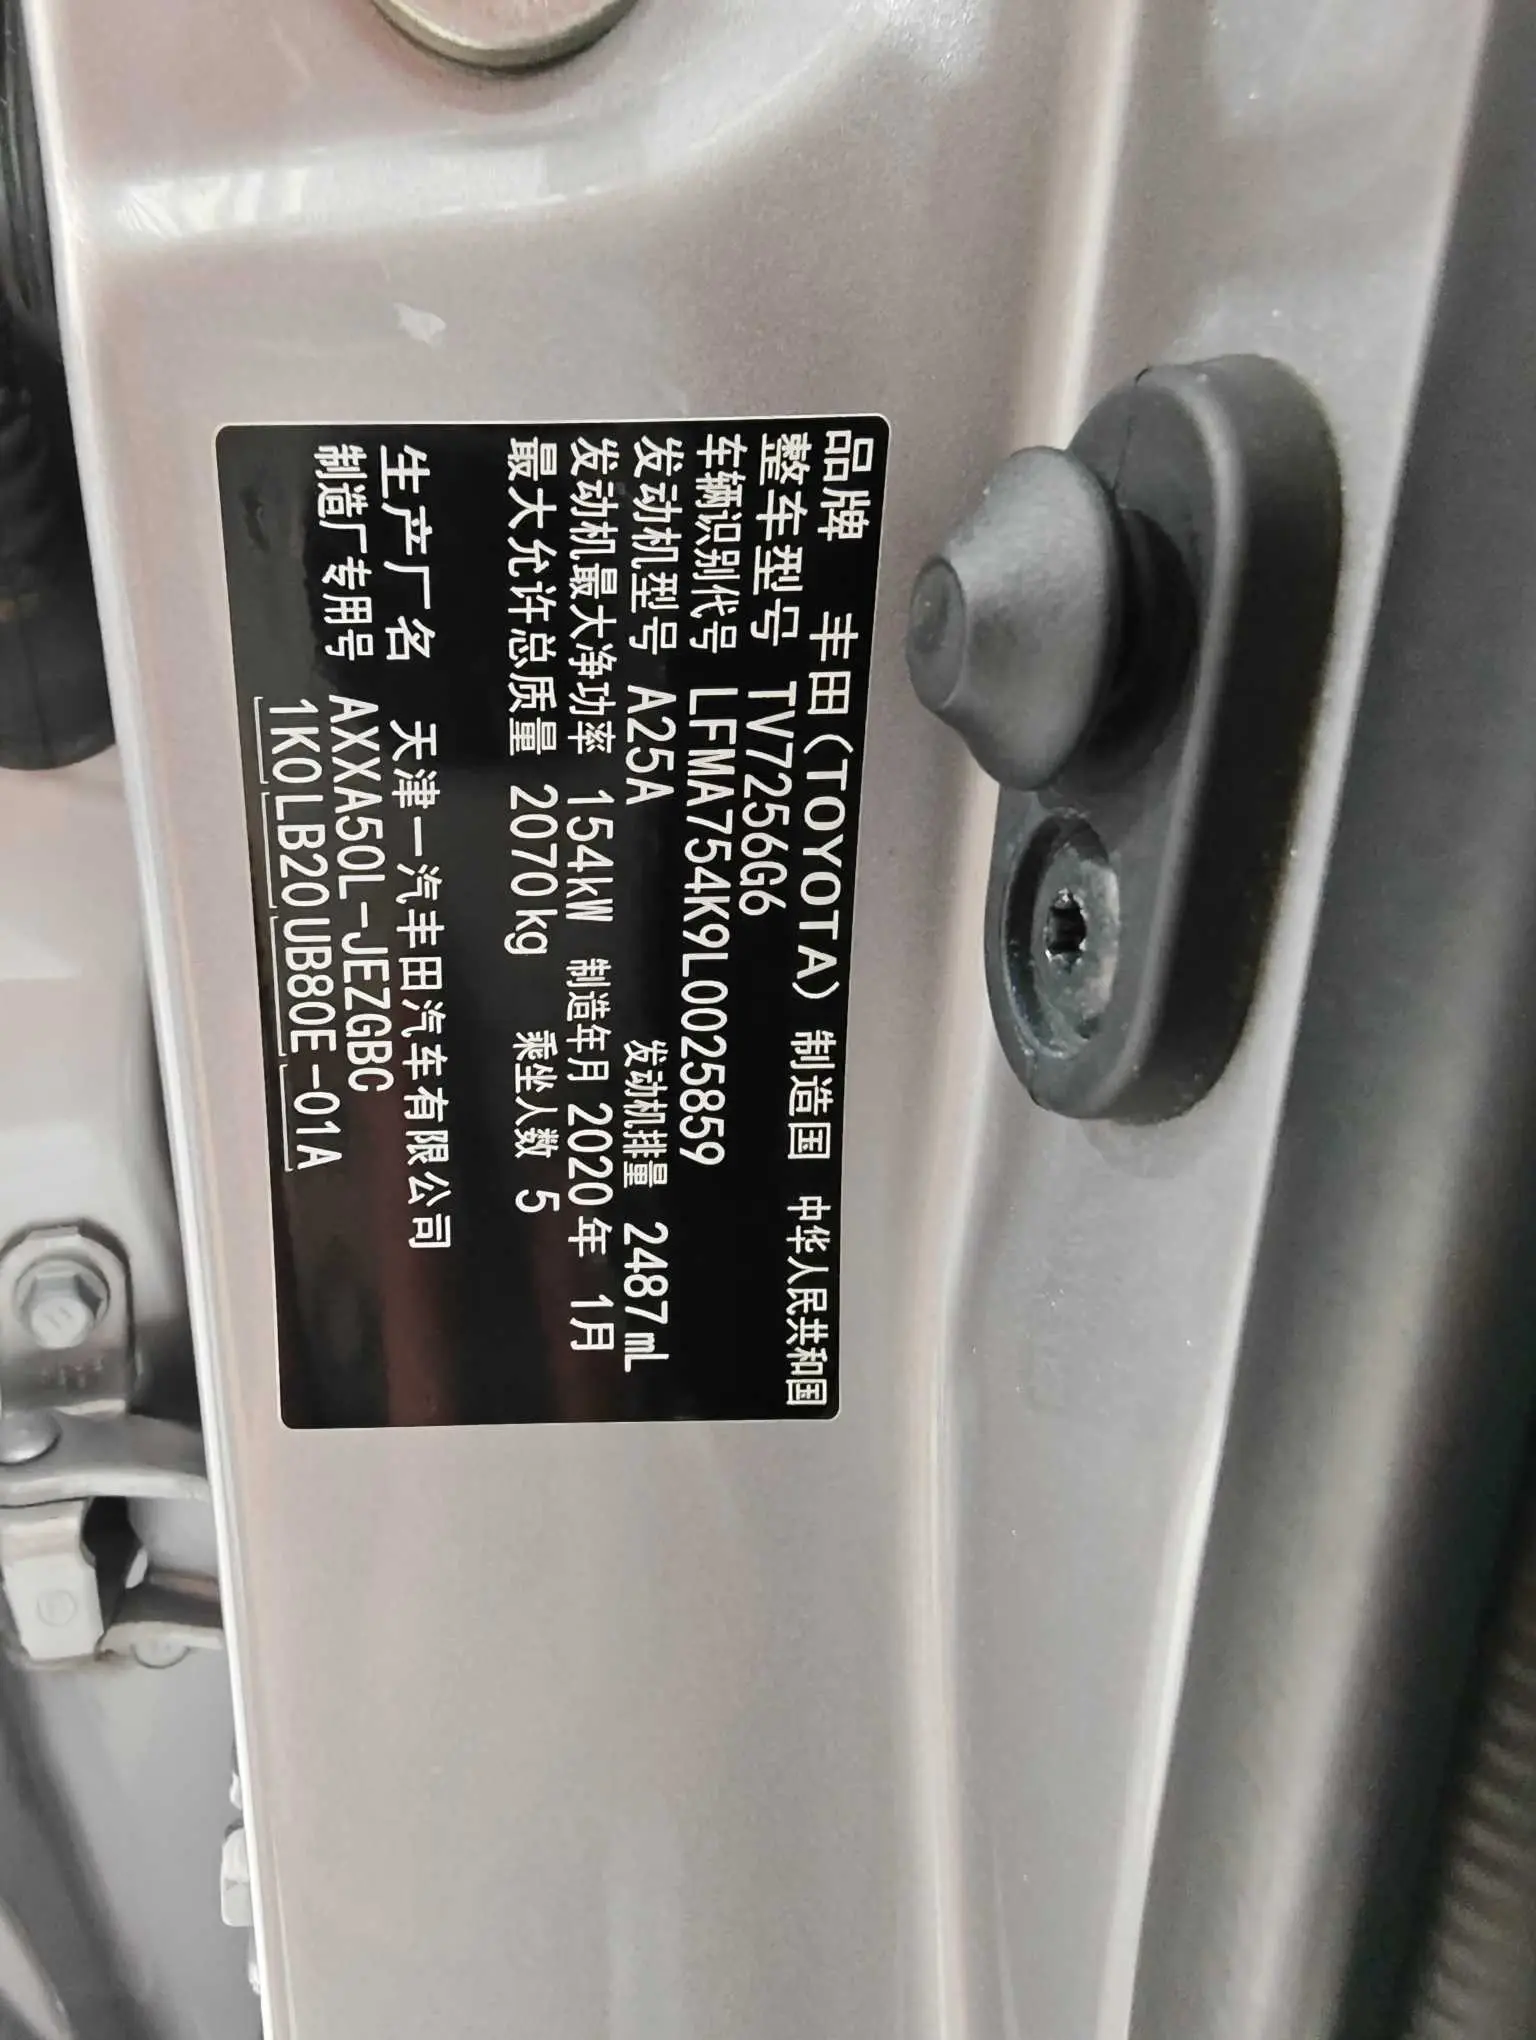 品牌 丰田(TOYOTA) 制造国 中华人民共和国
整车型号 TV7256G6
车辆识别代号 LFMA754K9L0025859
发动机型号 A25A 发动机排量 2487mL
发动机最大净功率 154kW 制造年月 2020年 1月
最大允许总质量 2070kg 乘坐人数 5
生产厂名 天津一汽丰田汽车有限公司
制造厂专用号 AXXA50L-JEZGBC
1K0LB20UB80E-01A